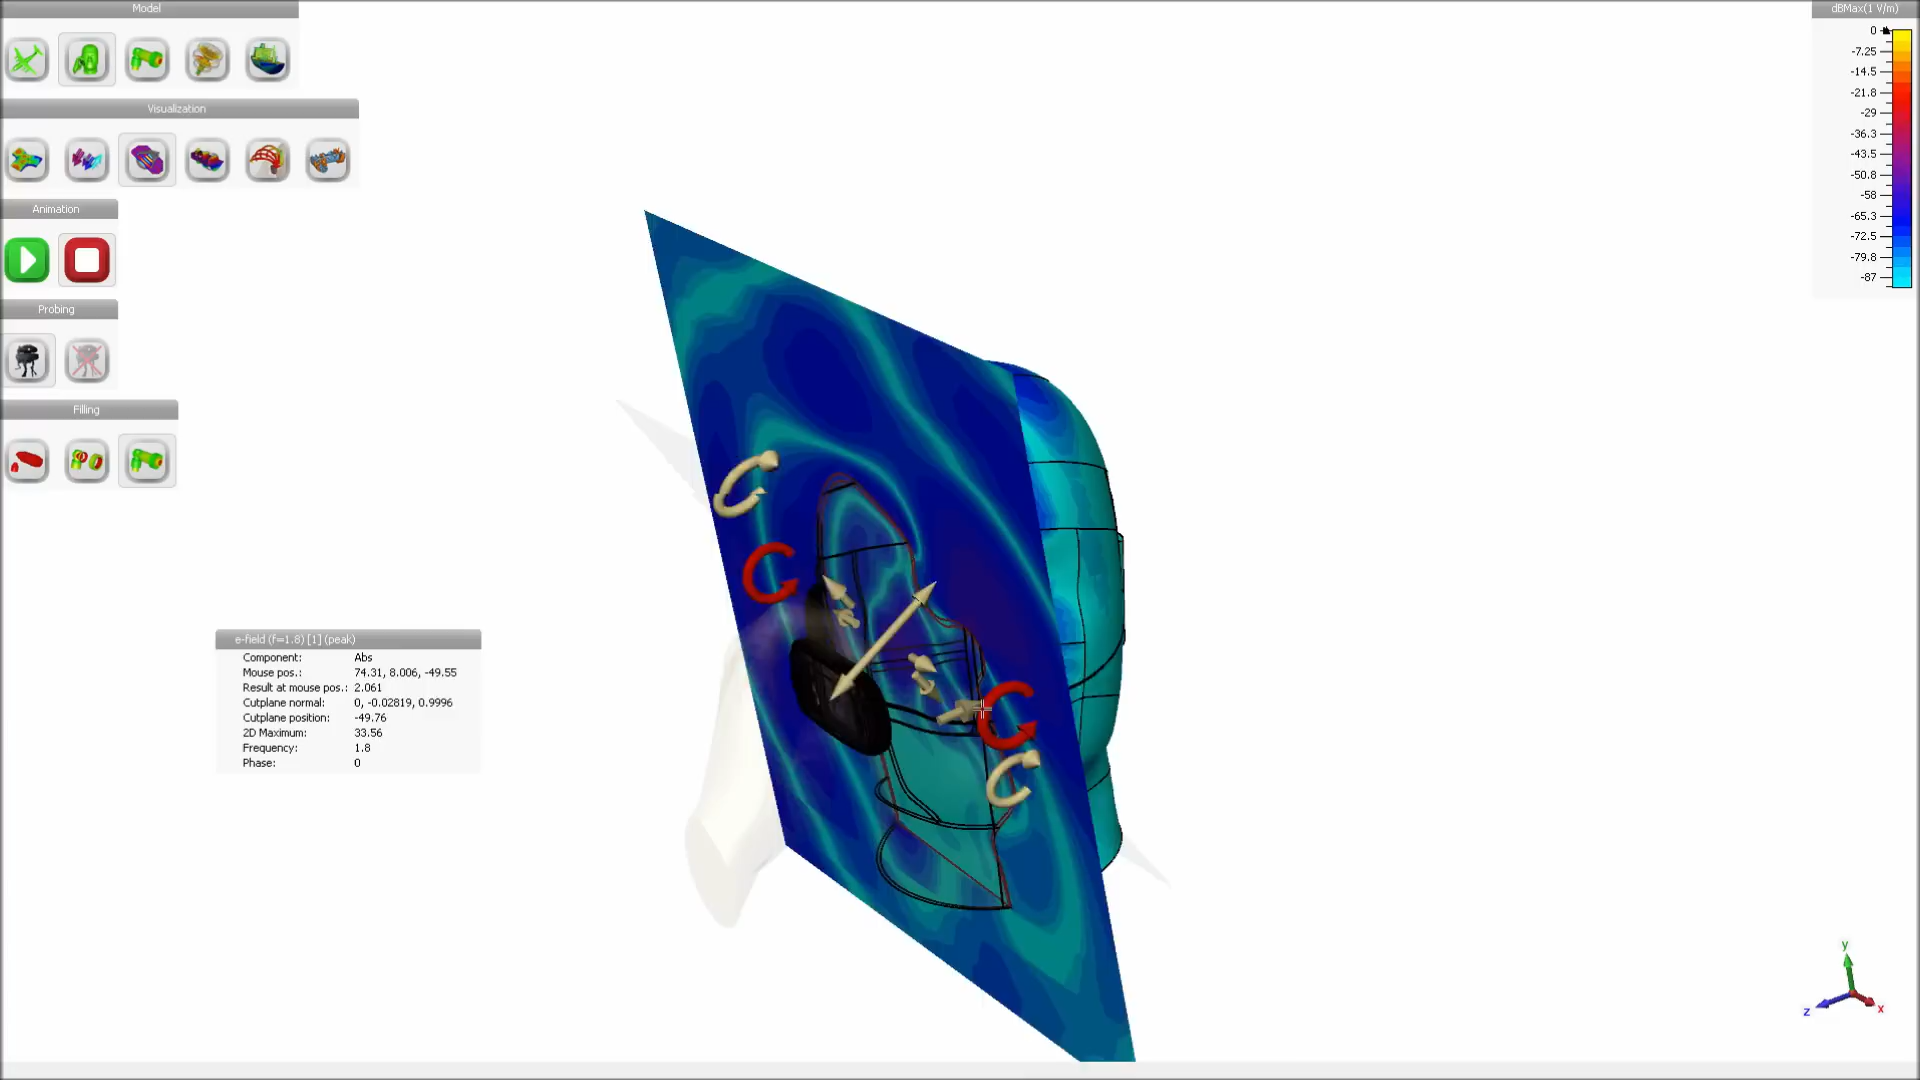 Model
Visualization
Animation
Probing
Filling
e-field (f=1.8) [1] (peak)
Component: Abs
Mouse pos.: 74.31, 8.006, -49.55
Result at mouse pos.: 2.061
Cutplane normal: 0, -0.02819, 0.9996
Cutplane position: -49.76
2D Maximum: 33.56
Frequency: 1.8
Phase: 0
dBMax(1 V/m)
0
-7.25
-14.5
-21.8
-29
-36.3
-43.5
-50.8
-58
-65.3
-72.5
-79.8
-87
y
z
x